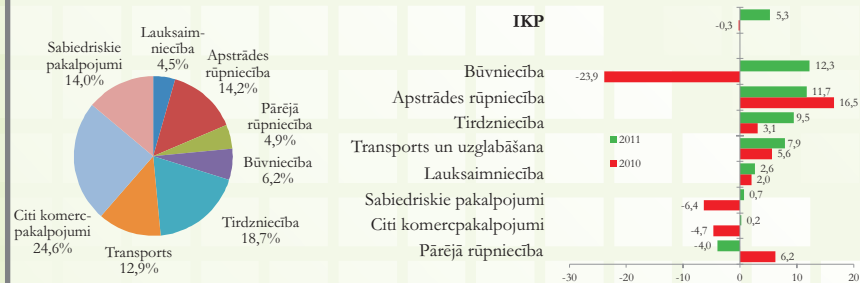 Lauksaim-
niecība
4,5%
Apstrādes
rūpniecība
14,2%
Pārējā
rūpniecība
4,9%
Būvniecība
6,2%
Tirdzniecība
18,7%
Transports
12,9%
Citi komerc-
pakalpojumi
24,6%
Sabiedriskie
pakalpojumi
14,0%
IKP
5,3
-0,3
Būvniecība
12,3
-23,9
Apstrādes rūpniecība
11,7
16,5
Tirdzniecība
9,5
3,1
Transports un uzglabāšana
7,9
5,6
Lauksaimniecība
2,6
2,0
Sabiedriskie pakalpojumi
0,7
-6,4
Citi komercpakalpojumi
0,2
-4,7
Pārējā rūpniecība
-4,0
6,2
2011
2010
-30 -20 -10 0 10 20